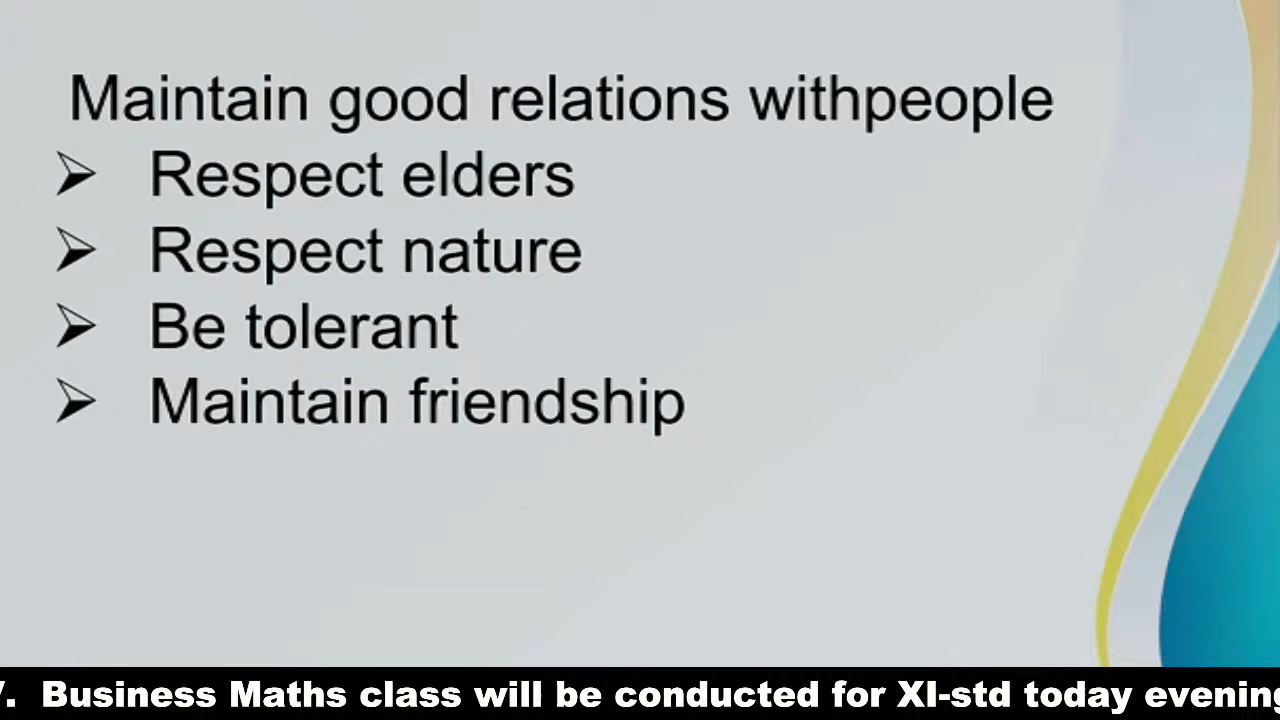 Maintain good relations withpeople
➢ Respect elders
➢ Respect nature
➢ Be tolerant
➢ Maintain friendship
. Business Maths class will be conducted for XI-std today evening